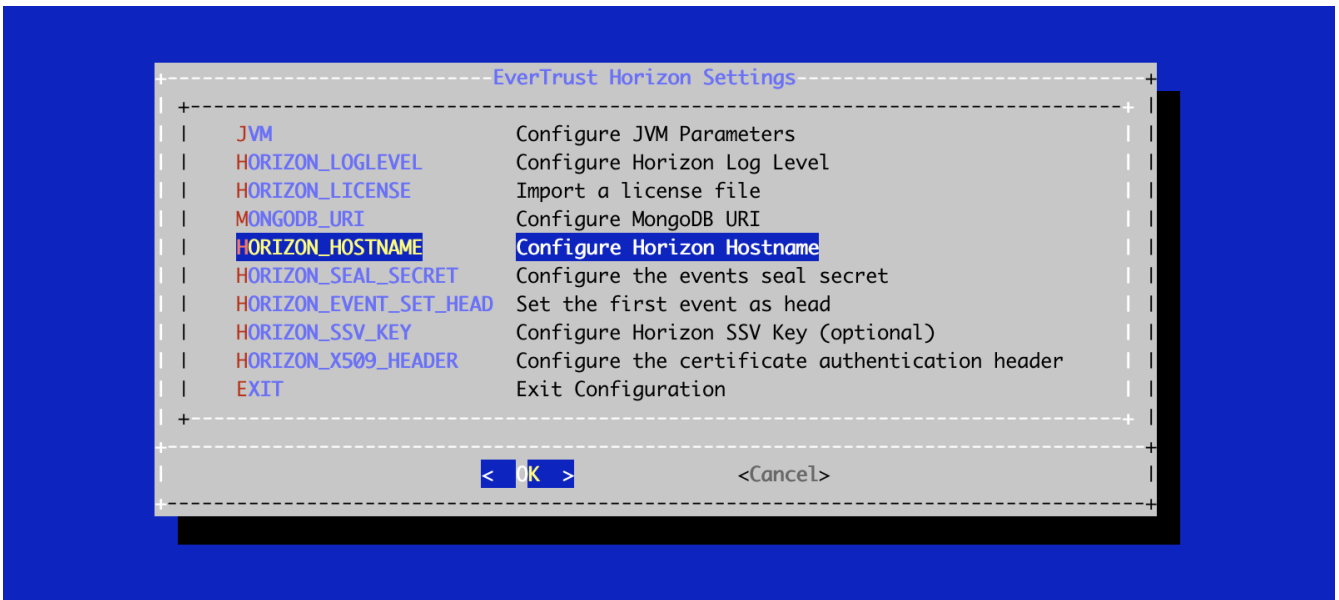 EverTrust Horizon Settings
JVM Configure JVM Parameters
HORIZON_LOGLEVEL Configure Horizon Log Level
HORIZON_LICENSE Import a license file
MONGODB_URI Configure MongoDB URI
HORIZON_HOSTNAME Configure Horizon Hostname
HORIZON_SEAL_SECRET Configure the events seal secret
HORIZON_EVENT_SET_HEAD Set the first event as head
HORIZON_SSV_KEY Configure Horizon SSV Key (optional)
HORIZON_X509_HEADER Configure the certificate authentication header
EXIT Exit Configuration
< OK > <Cancel>